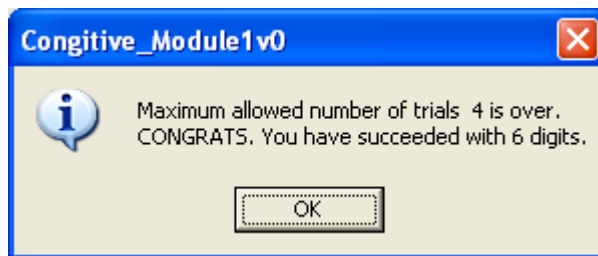 Congitive_Module1v0
Maximum allowed number of trials  4 is over.
CONGRATS. You have succeeded with 6 digits.
OK